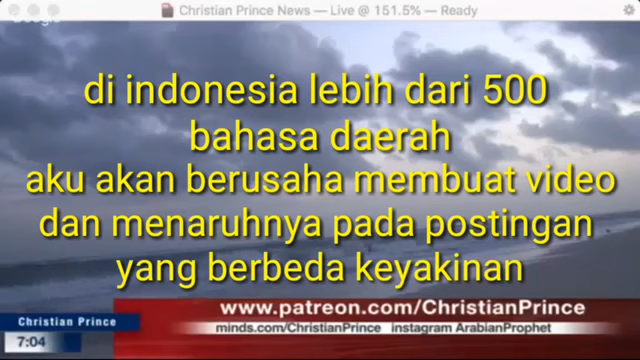 Christian Prince News — Live @ 151.5% — Ready
di indonesia lebih dari 500
bahasa daerah
aku akan berusaha membuat video
dan menaruhnya pada postingan
yang berbeda keyakinan
www.patreon.com/ChristianPrince
Christian Prince
minds.com/ChristianPrince instagram ArabianProphet
7:04